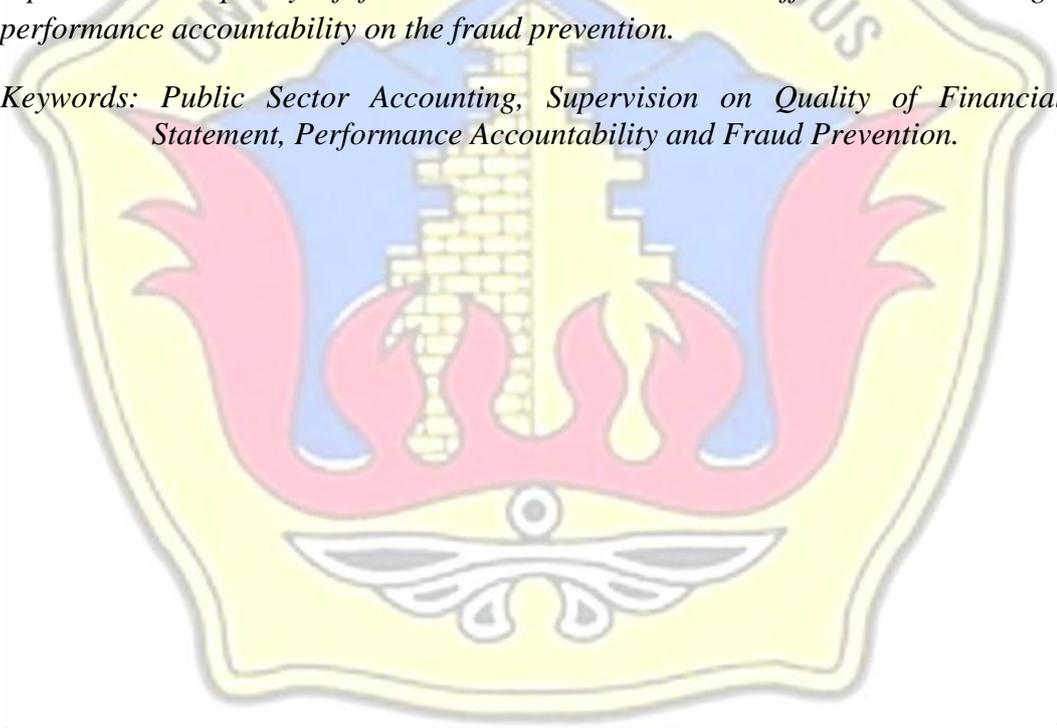 performance accountability on the fraud prevention.
Keywords: Public Sector Accounting, Supervision on Quality of Financial
Statement, Performance Accountability and Fraud Prevention.